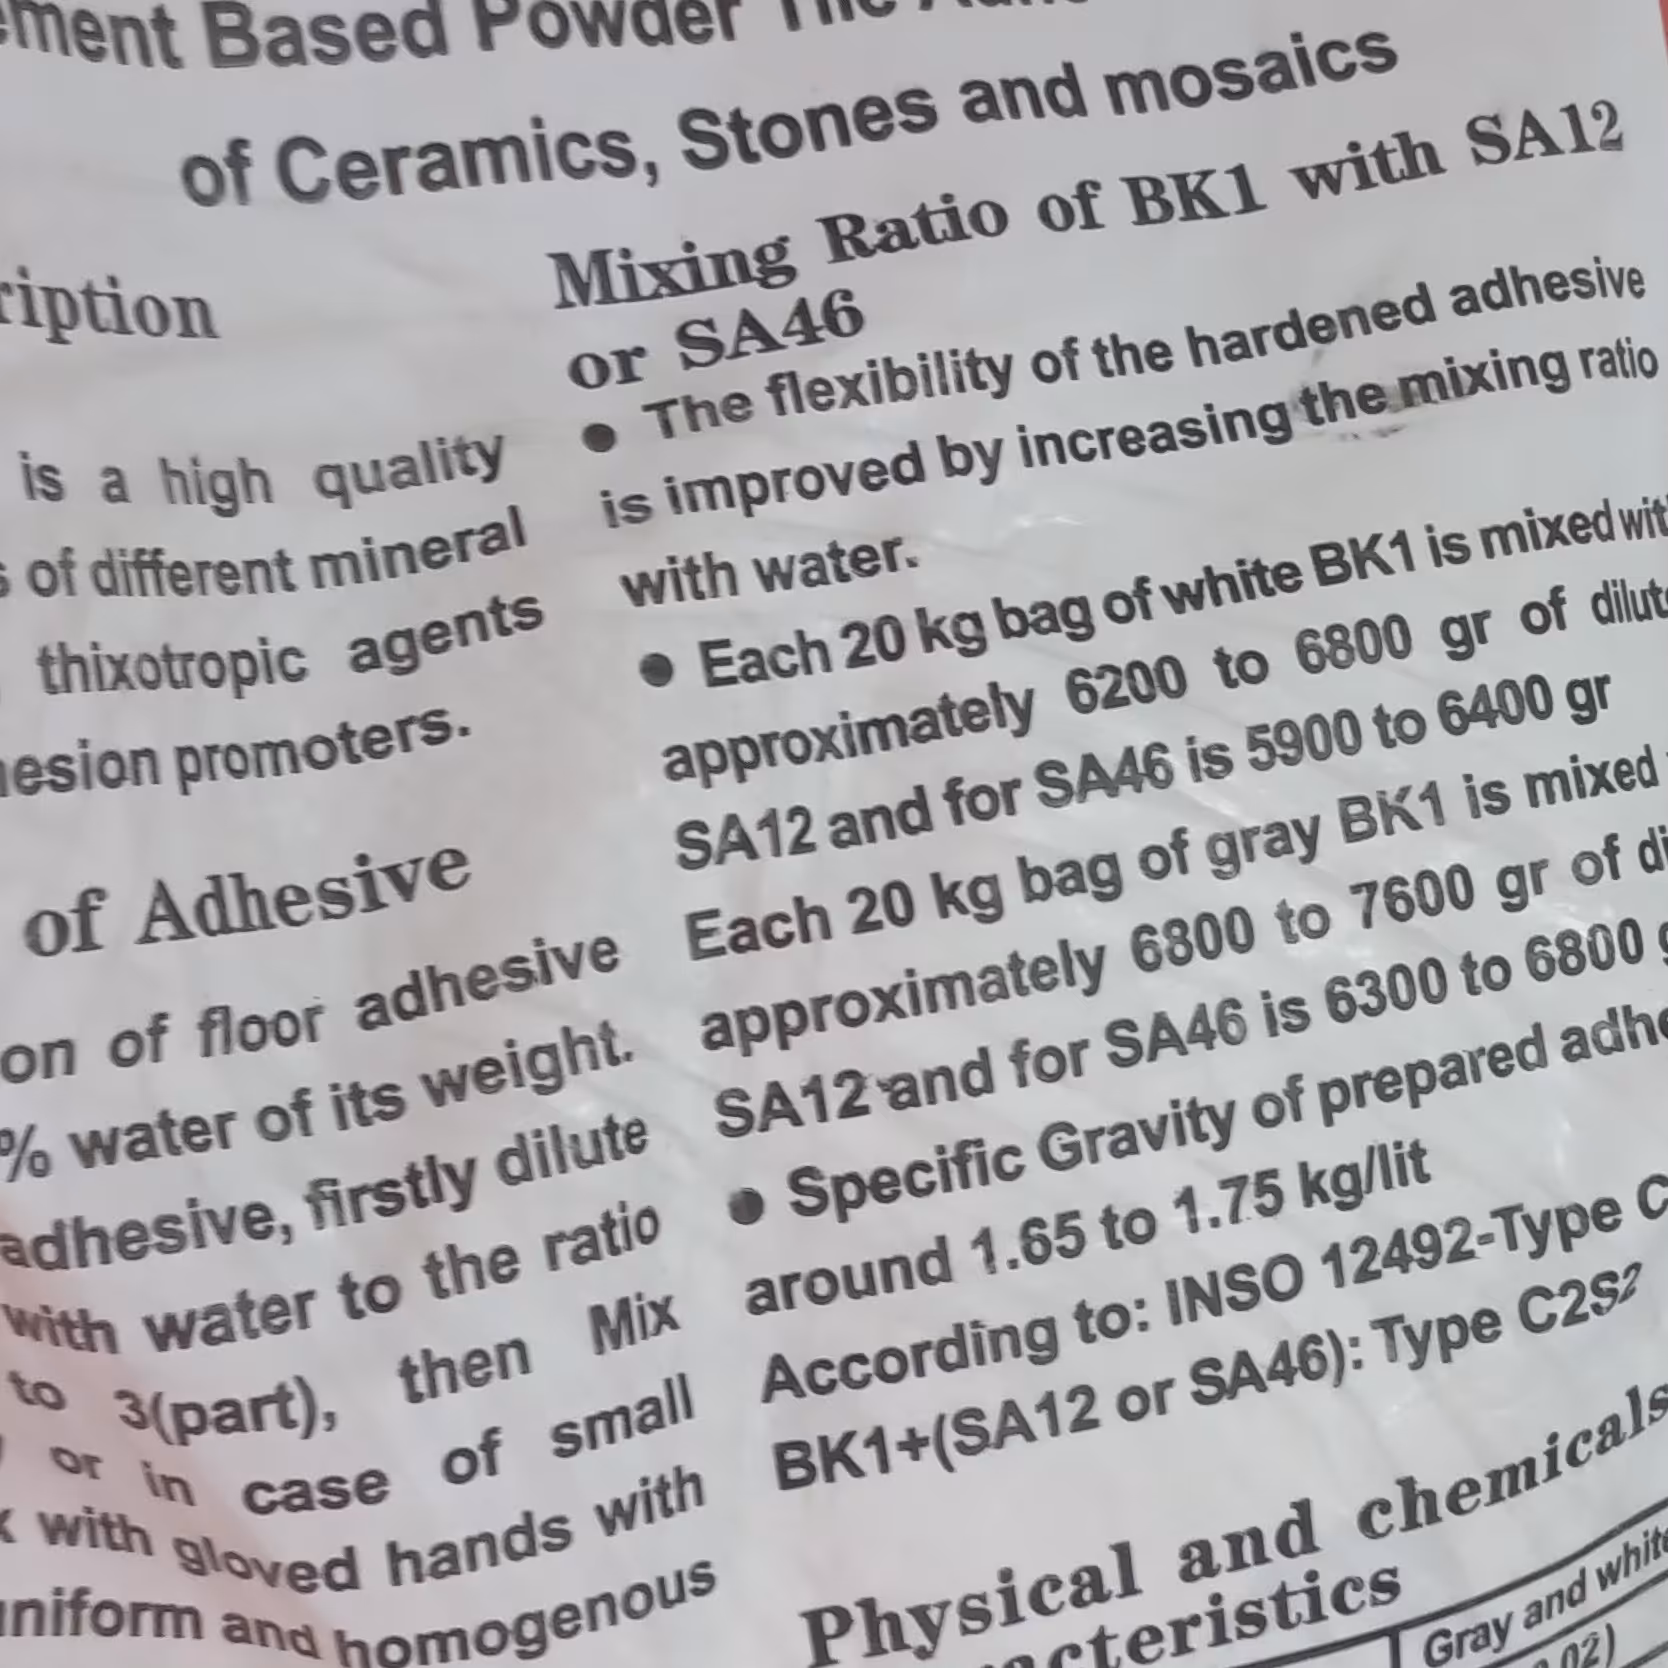 Based Powder
of Ceramics, Stones and mosaics
is a high quality
of different mineral
thixotropic agents
promoters.
of Adhesive
of floor adhesive
% water of its weight.
adhesive, firstly dilute
with water to the ratio
to 3(part), then Mix
or in case of small
with gloved hands with
and homogenous
Mixing Ratio of BK1 with SA12
or SA46
● The flexibility of the hardened adhesive
is improved by increasing the mixing ratio
with water.
● Each 20 kg bag of white BK1 is mixed
approximately 6200 to 6800 gr of
SA12 and for SA46 is 5900 to 6400 gr
Each 20 kg bag of gray BK1 is mixed
approximately 6800 to 7600 gr of
SA12 and for SA46 is 6300 to 6800
● Specific Gravity of prepared
around 1.65 to 1.75 kg/lit
According to: INSO 12492-Type
BK1+(SA12 or SA46): Type C2S2
Physical and chemicals
Gray and white